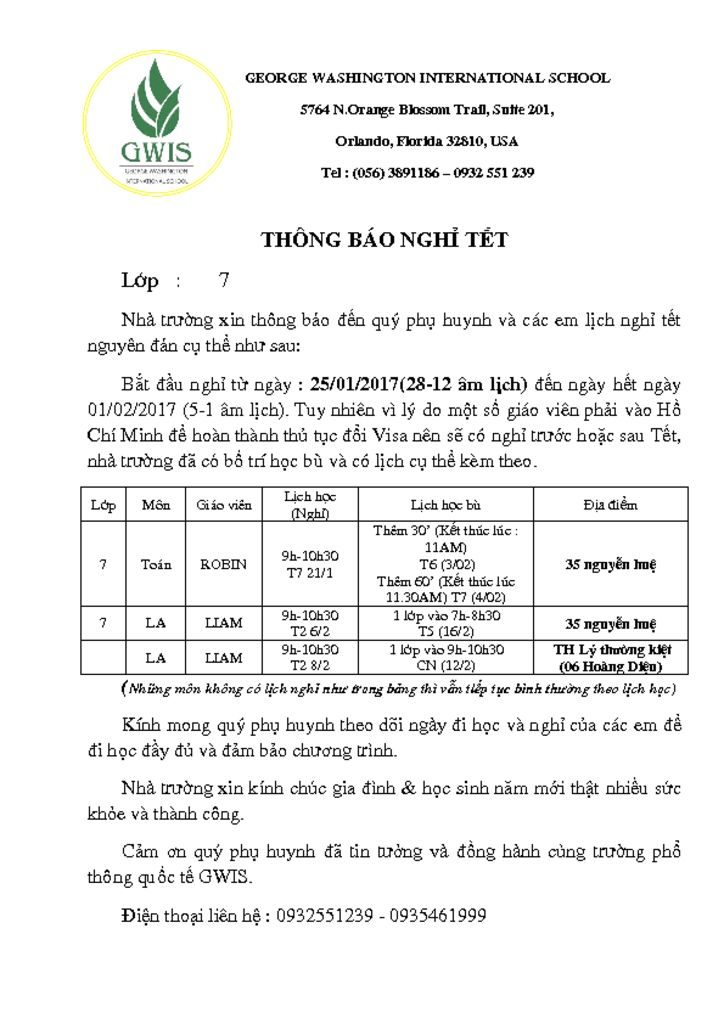 GWIS
GEORGE WASHINGTON
INTERNATIONAL SCHOOL
GEORGE WASHINGTON INTERNATIONAL SCHOOL
5764 N.Orange Blossom Trail, Suite 201,
Orlando, Florida 32810, USA
Tel : (056) 3891186 – 0932 551 239
THÔNG BÁO NGHỈ TẾT
Lớp : 7
Nhà trường xin thông báo đến quý phụ huynh và các em lịch nghỉ tết
nguyên đán cụ thể như sau:
Bắt đầu nghỉ từ ngày : 25/01/2017(28-12 âm lịch) đến ngày hết ngày
01/02/2017 (5-1 âm lịch). Tuy nhiên vì lý do một số giáo viên phải vào Hồ
Chí Minh để hoàn thành thủ tục đổi Visa nên sẽ có nghỉ trước hoặc sau Tết,
nhà trường đã có bố trí học bù và có lịch cụ thể kèm theo.
Lớp Môn Giáo viên Lịch học (Nghỉ) Lịch học bù Địa điểm
7 Toán ROBIN 9h-10h30 T7 21/1 Thêm 30’ (Kết thúc lúc : 11AM) T6 (3/02) Thêm 60’ (Kết thúc lúc 11.30AM) T7 (4/02) 35 nguyễn huệ
7 LA LIAM 9h-10h30 T2 6/2 1 lớp vào 7h-8h30 T5 (16/2) 35 nguyễn huệ
LA LIAM 9h-10h30 T2 8/2 1 lớp vào 9h-10h30 CN (12/2) TH Lý thường kiệt (06 Hoàng Diệu)
(Những môn không có lịch nghỉ như trong bảng thì vẫn tiếp tục bình thường theo lịch học)
Kính mong quý phụ huynh theo dõi ngày đi học và nghỉ của các em để
đi học đầy đủ và đảm bảo chương trình.
Nhà trường xin kính chúc gia đình & học sinh năm mới thật nhiều sức
khỏe và thành công.
Cảm ơn quý phụ huynh đã tin tưởng và đồng hành cùng trường phổ
thông quốc tế GWIS.
Điện thoại liên hệ : 0932551239 - 0935461999